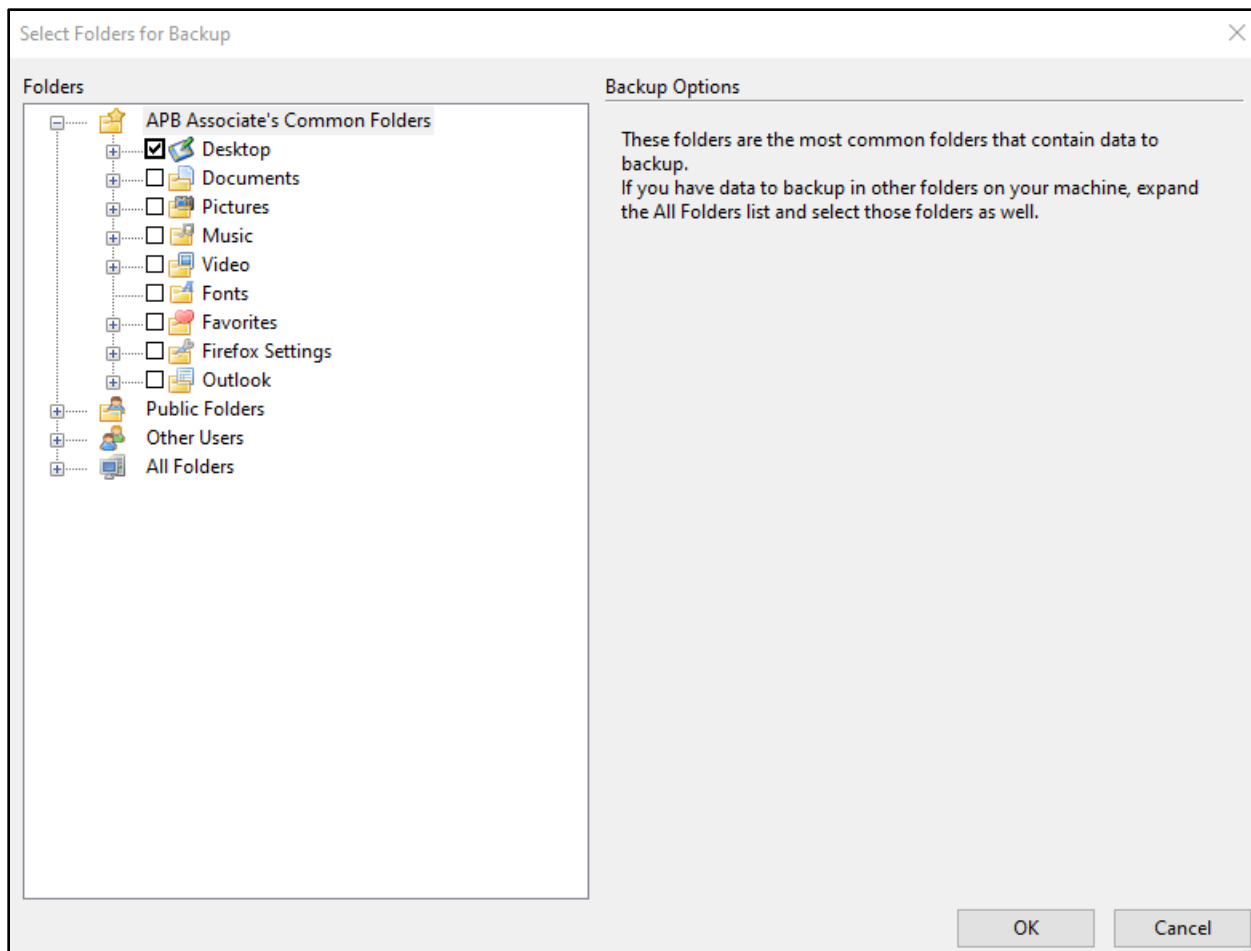 Select Folders for Backup
Folders
APB Associate's Common Folders
Desktop
Documents
Pictures
Music
Video
Fonts
Favorites
Firefox Settings
Outlook
Public Folders
Other Users
All Folders
Backup Options
These folders are the most common folders that contain data to
backup.
If you have data to backup in other folders on your machine, expand
the All Folders list and select those folders as well.
OK
Cancel